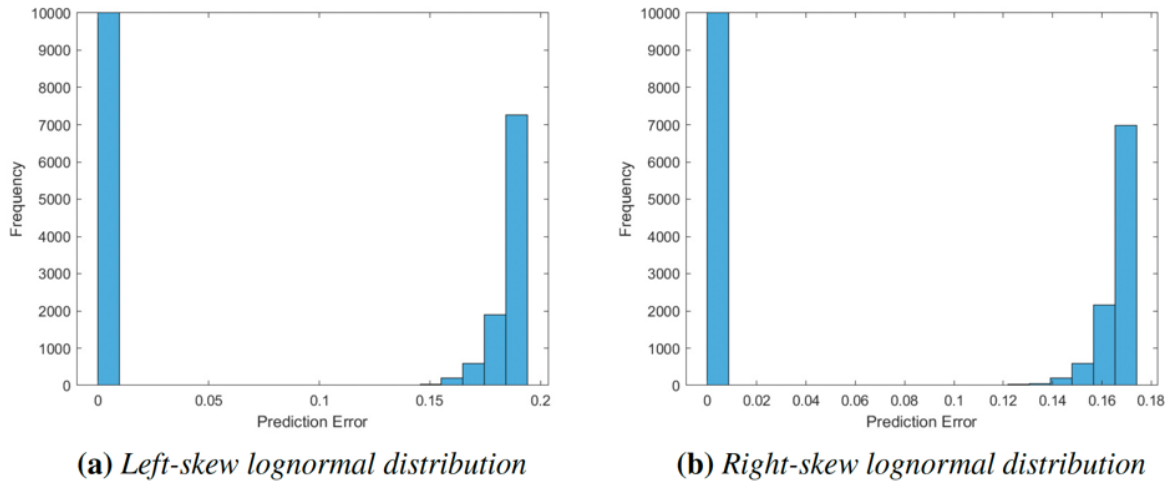 10000
9000
8000
7000
6000
5000
4000
3000
2000
1000
0
Frequency
0 0.05 0.1 0.15 0.2
Prediction Error
(a) Left-skew lognormal distribution
10000
9000
8000
7000
6000
5000
4000
3000
2000
1000
0
Frequency
0 0.02 0.04 0.06 0.08 0.1 0.12 0.14 0.16 0.18
Prediction Error
(b) Right-skew lognormal distribution